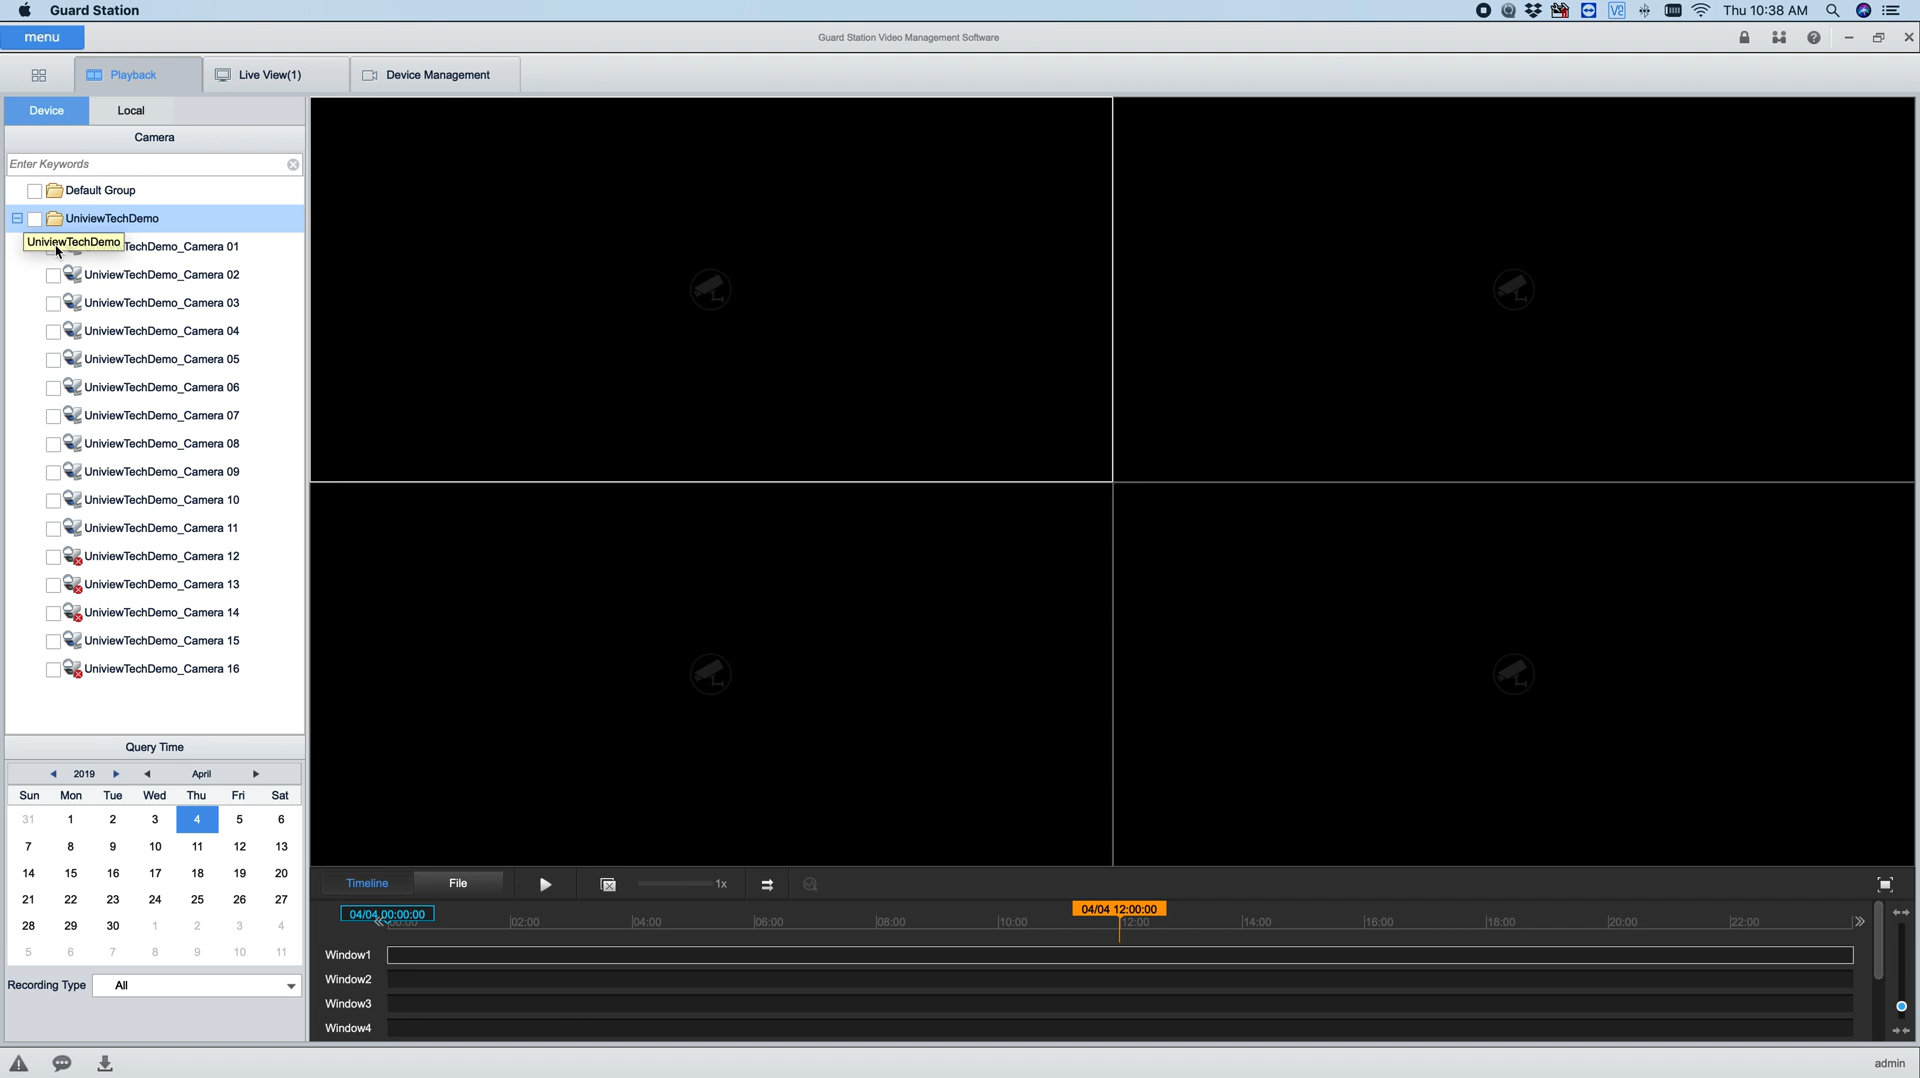 Guard Station
Thu 10:38 AM
menu
Guard Station Video Management Software
Playback
Live View(1)
Device Management
Device
Local
Camera
Enter Keywords
Default Group
UniviewTechDemo
UniviewTechDemo
TechDemo_Camera 01
UniviewTechDemo_Camera 02
UniviewTechDemo_Camera 03
UniviewTechDemo_Camera 04
UniviewTechDemo_Camera 05
UniviewTechDemo_Camera 06
UniviewTechDemo_Camera 07
UniviewTechDemo_Camera 08
UniviewTechDemo_Camera 09
UniviewTechDemo_Camera 10
UniviewTechDemo_Camera 11
UniviewTechDemo_Camera 12
UniviewTechDemo_Camera 13
UniviewTechDemo_Camera 14
UniviewTechDemo_Camera 15
UniviewTechDemo_Camera 16
Query Time
2019 April
Sun Mon Tue Wed Thu Fri Sat
31 1 2 3 4 5 6
7 8 9 10 11 12 13
14 15 16 17 18 19 20
21 22 23 24 25 26 27
28 29 30 1 2 3 4
5 6 7 8 9 10 11
Recording Type All
Timeline
File
1x
04/04 00:00:00
04/04 12:00:00
00:00 02:00 04:00 06:00 08:00 10:00 12:00 14:00 16:00 18:00 20:00 22:00
Window1
Window2
Window3
Window4
admin